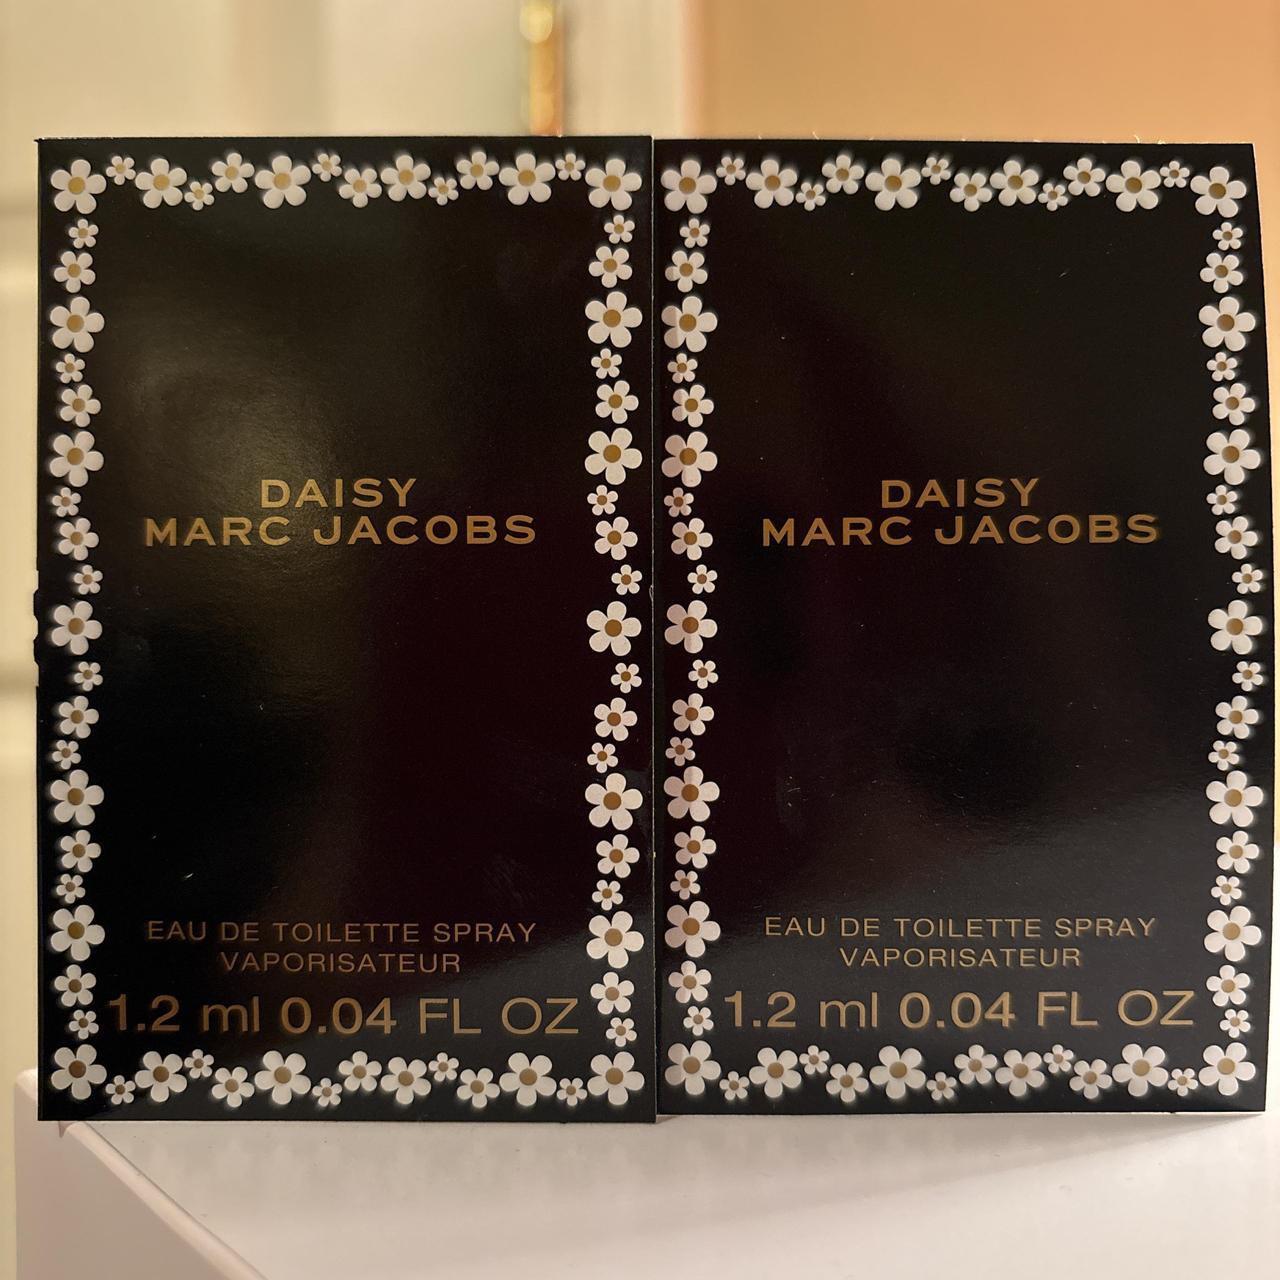 DAISY
MARC JACOBS
EAU DE TOILETTE SPRAY
VAPORISATEUR
1.2 ml 0.04 FL OZ
DAISY
MARC JACOBS
EAU DE TOILETTE SPRAY
VAPORISATEUR
1.2 ml 0.04 FL OZ